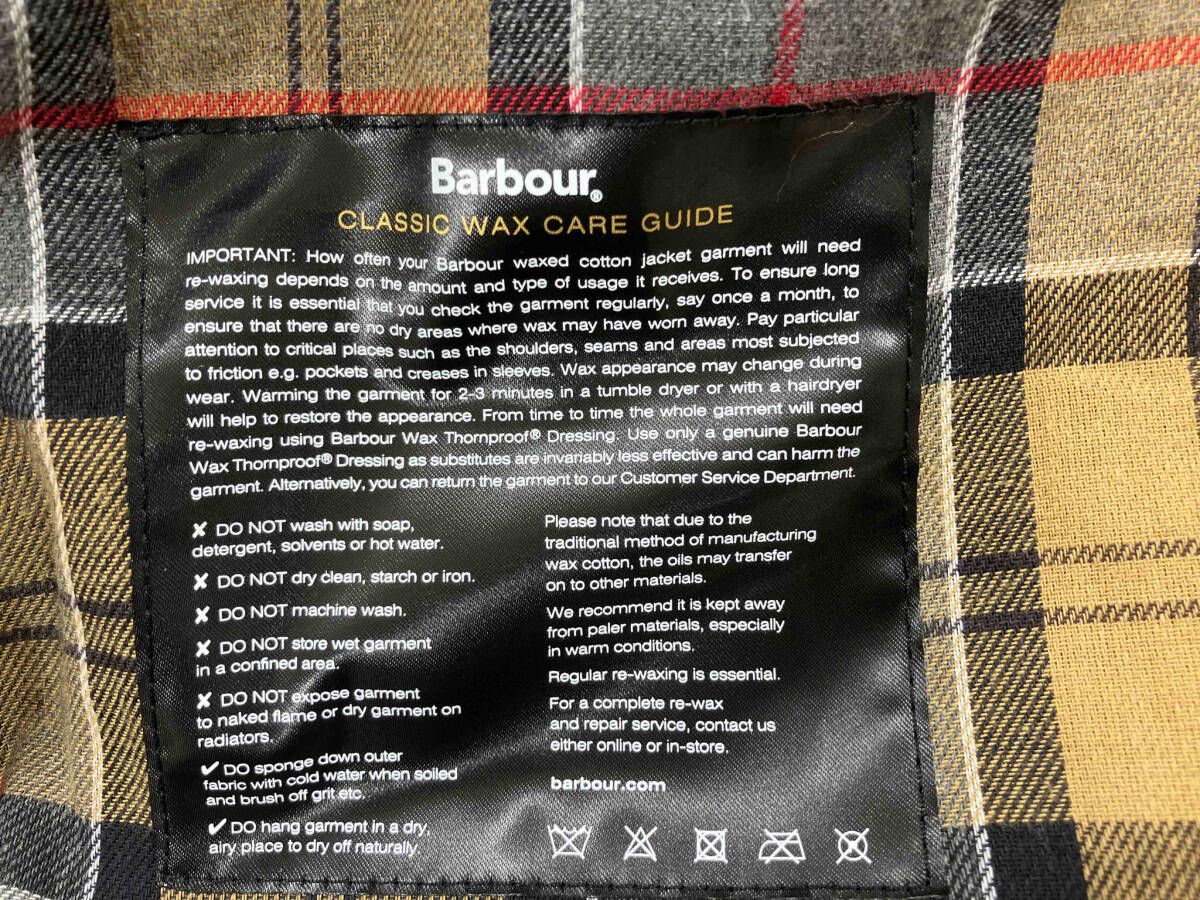 Barbour®
CLASSIC WAX CARE GUIDE
IMPORTANT: How often your Barbour waxed cotton jacket garment will need
re-waxing depends on the amount and type of usage it receives. To ensure long
service it is essential that you check the garment regularly, say once a month, to
ensure that there are no dry areas where wax may have worn away. Pay particular
attention to critical places such as the shoulders, seams and areas most subjected
to friction e.g. pockets and creases in sleeves. Wax appearance may change during
wear. Warming the garment for 2-3 minutes in a tumble dryer or with a hairdryer
will help to restore the appearance. From time to time the whole garment will need
re-waxing using Barbour Wax Thornproof® Dressing. Use only a genuine Barbour
Wax Thornproof® Dressing as substitutes are invariably less effective and can harm the
garment. Alternatively, you can return the garment to our Customer Service Department.
✘ DO NOT wash with soap,
detergent, solvents or hot water.
✘ DO NOT dry clean, starch or iron.
✘ DO NOT machine wash.
✘ DO NOT store wet garment
in a confined area.
✘ DO NOT expose garment
to naked flame or dry garment on
radiators.
✔ DO sponge down outer
fabric with cold water when soiled
and brush off grit etc.
✔ DO hang garment in a dry,
airy place to dry off naturally.
Please note that due to the
traditional method of manufacturing
wax cotton, the oils may transfer
on to other materials.
We recommend it is kept away
from paler materials, especially
in warm conditions.
Regular re-waxing is essential.
For a complete re-wax
and repair service, contact us
either online or in-store.
barbour.com